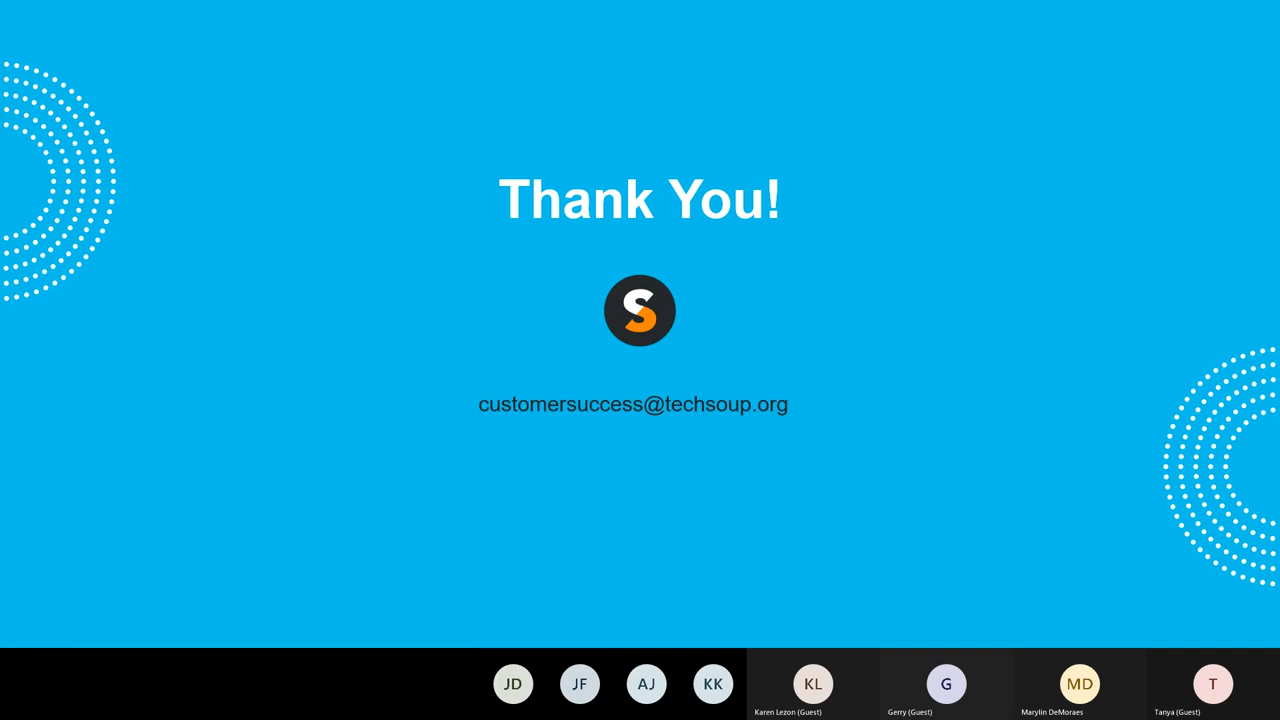 Thank You!
S
customersuccess@techsoup.org
JD
JF
AJ
KK
KL
G
MD
T
Karen Lezon (Guest)
Gerry (Guest)
Marylin DeMoraes
Tanya (Guest)